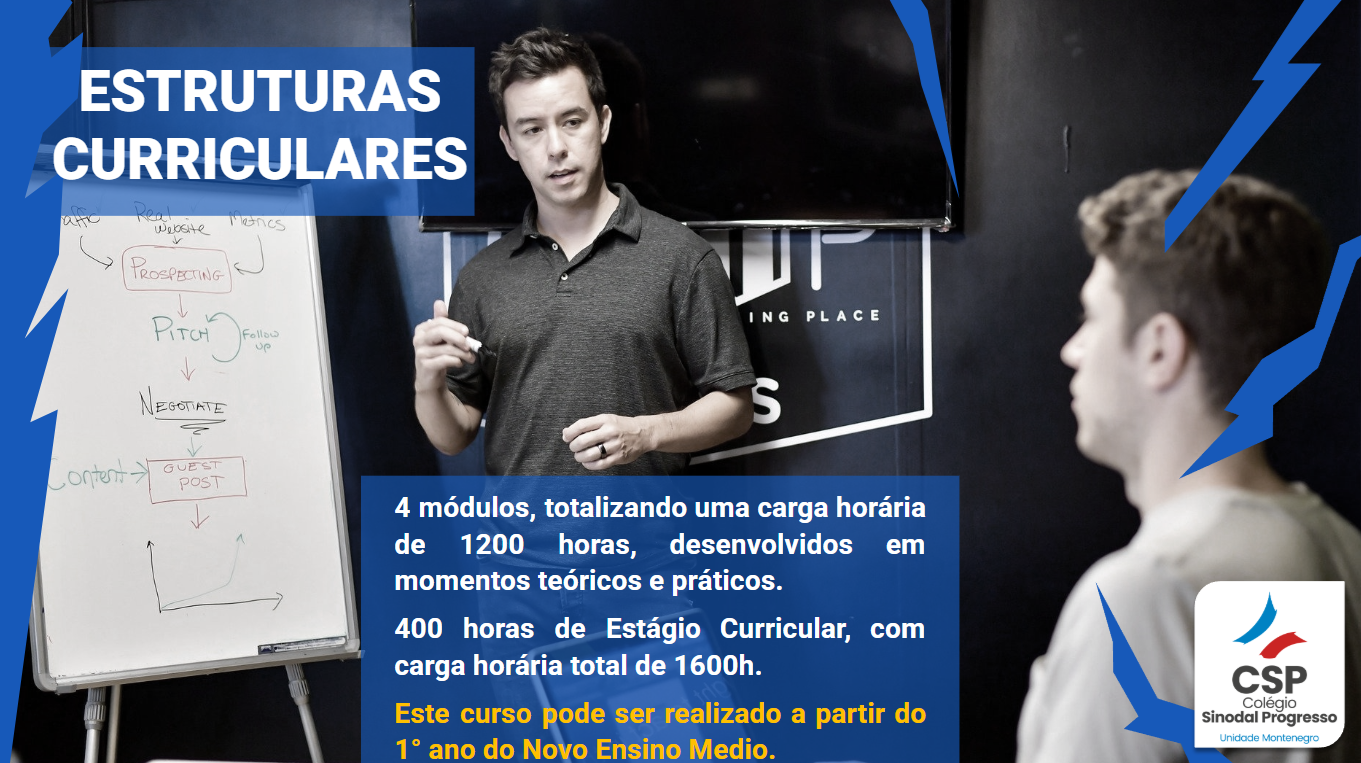 ESTRUTURAS
CURRICULARES
Real
website
Metrics
PROSPECTING
PITCH
Follow
up
NEGOTIATE
Content
GUEST
POST
ING PLACE
S
4 módulos, totalizando uma carga horária
de 1200 horas, desenvolvidos em
momentos teóricos e práticos.
400 horas de Estágio Curricular, com
carga horária total de 1600h.
Este curso pode ser realizado a partir do
1° ano do Novo Ensino Medio.
CSP
Colégio
Sinodal Progresso
Unidade Montenegro